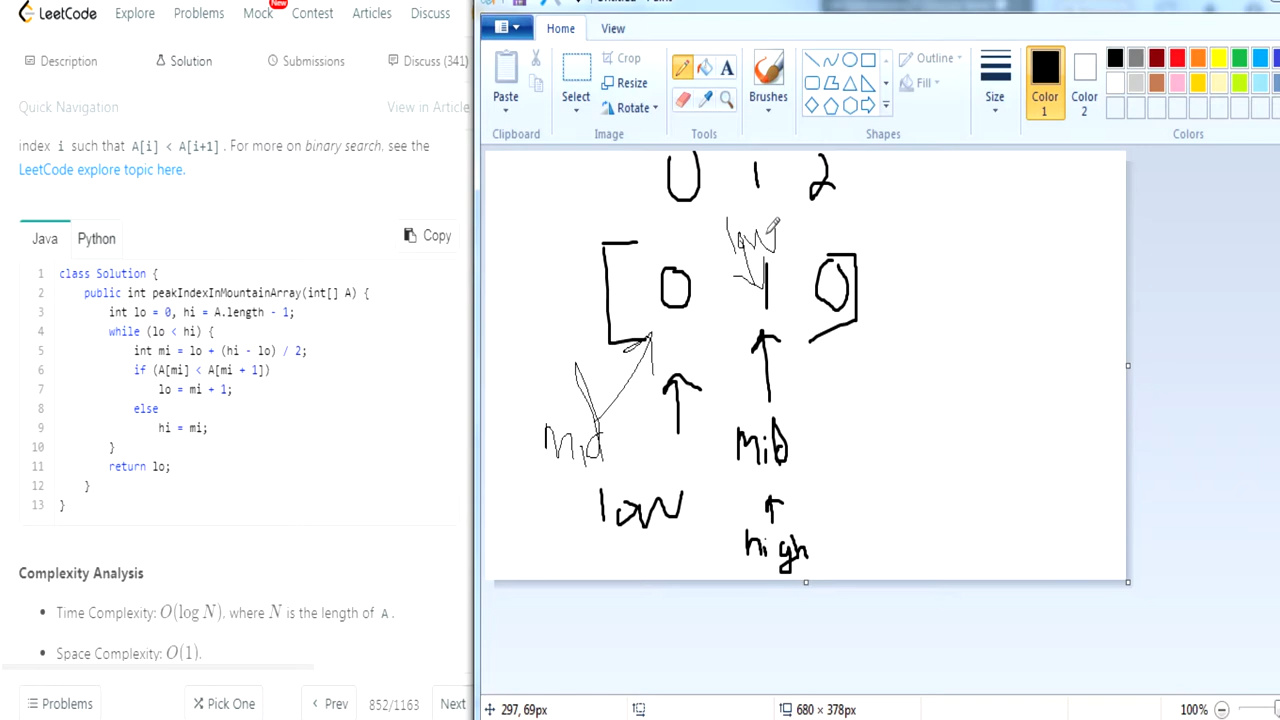 LeetCode
Explore
Problems
Mock
New
Contest
Articles
Discuss
Description
Solution
Submissions
Discuss (341)
Quick Navigation
View in Article
index i such that A[i] < A[i+1]. For more on binary search, see the
LeetCode explore topic here.
Java
Python
Copy
1 class Solution {
2 public int peakIndexInMountainArray(int[] A) {
3 int lo = 0, hi = A.length - 1;
4 while (lo < hi) {
5 int mi = lo + (hi - lo) / 2;
6 if (A[mi] < A[mi + 1])
7 lo = mi + 1;
8 else
9 hi = mi;
10 }
11 return lo;
12 }
13 }
Complexity Analysis
• Time Complexity: O(log N), where N is the length of A.
• Space Complexity: O(1).
Problems
Pick One
Prev
852/1163
Next
Home
View
Paste
Clipboard
Select
Crop
Resize
Rotate
Image
A
Tools
Brushes
Outline
Fill
Shapes
Size
Color
1
Color
2
Colors
0 1 2
low
[ 0 1 0 ]
Mid
MiD
low
high
297, 69px
680 × 378px
100%